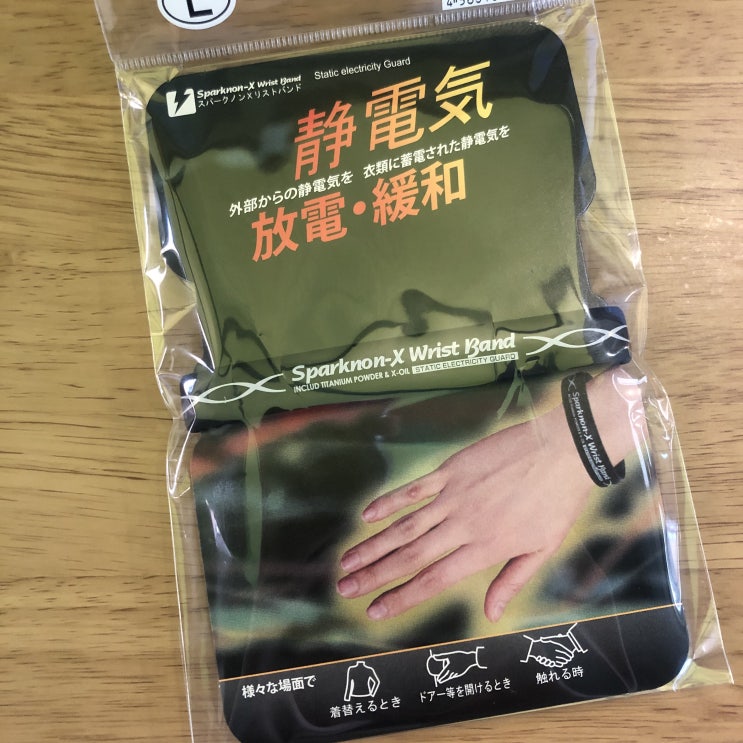 L
Sparknon-X Wrist Band
スパークノンXリストバンド
Static electricity Guard
静電気
外部からの静電気を 衣類に蓄電された静電気を
放電・緩和
Sparknon-X Wrist Band
INCLUD TITANIUM POWDER & X-OIL STATIC ELECTRICITY GUARD
Sparknon-X Wrist Band
様々な場面で
着替えるとき
ドアー等を開けるとき
触れる時